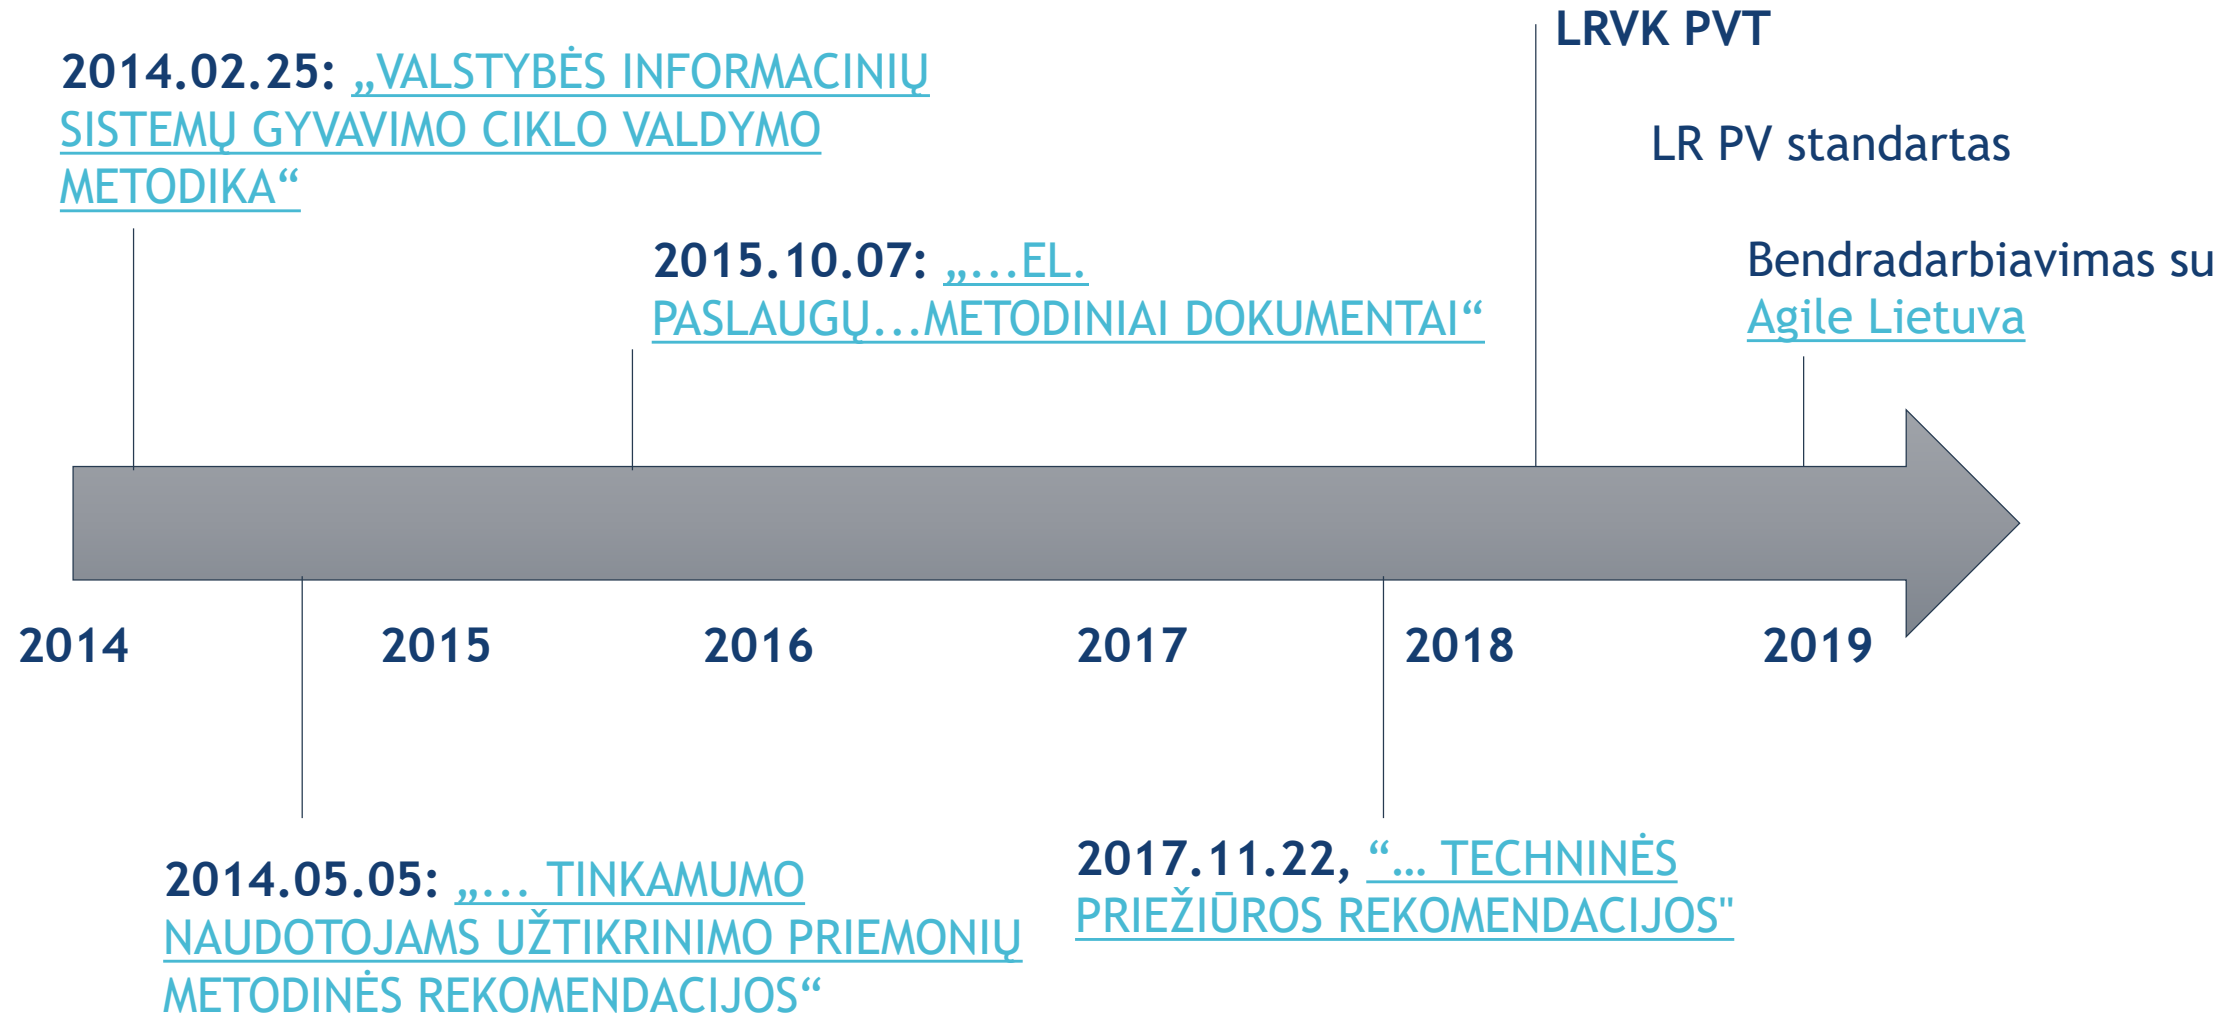 LRVK PVT
2014.02.25: „VALSTYBĖS INFORMACINIŲ
SISTEMŲ GYVAVIMO CIKLO VALDYMO
METODIKA“
LR PV standartas
2015.10.07: „...EL.
PASLAUGŲ...METODINIAI DOKUMENTAI“
Bendradarbiavimas su
Agile Lietuva
2014 2015 2016 2017 2018 2019
2014.05.05: „... TINKAMUMO
NAUDOTOJAMS UŽTIKRINIMO PRIEMONIŲ
METODINĖS REKOMENDACIJOS“
2017.11.22, “… TECHNINĖS
PRIEŽIŪROS REKOMENDACIJOS"